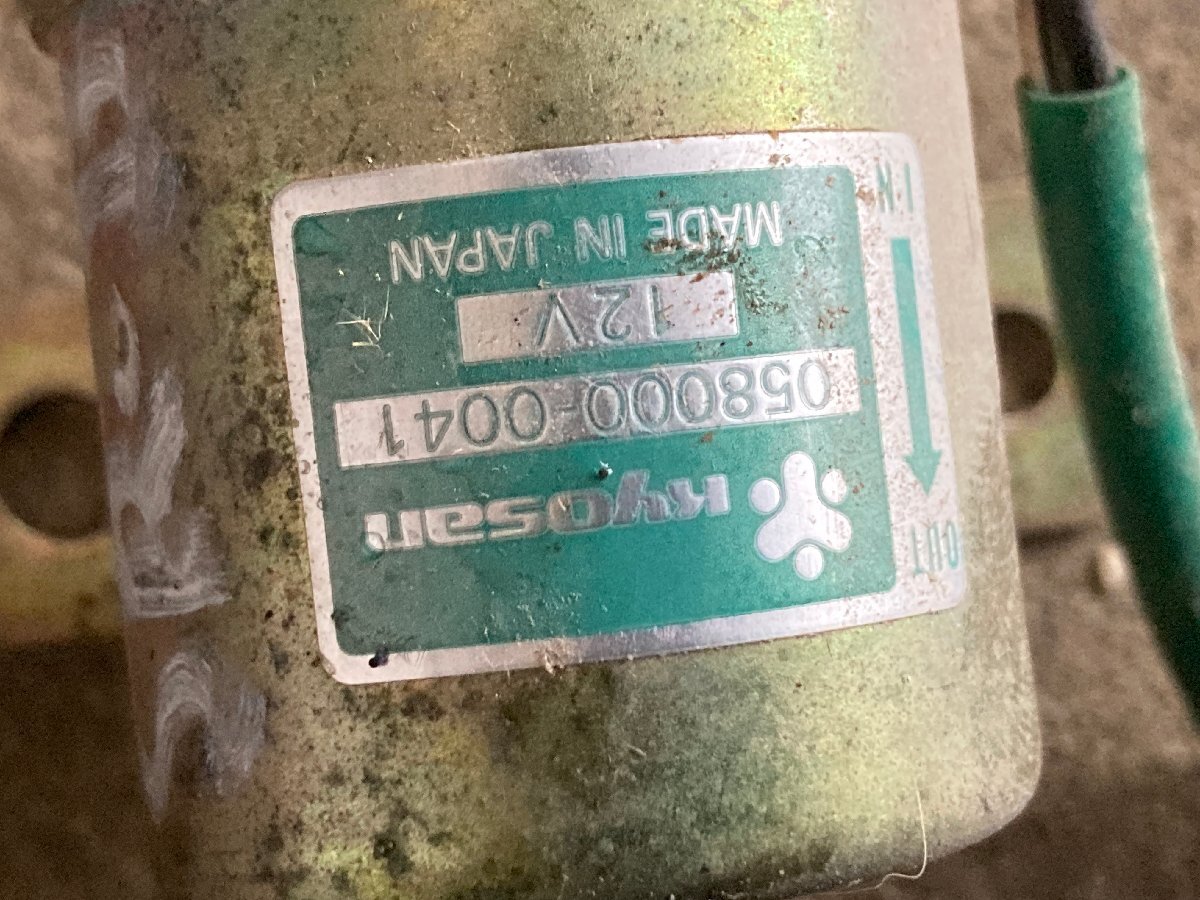 OUT
IN
kyosan
058000-0041
12V
MADE IN JAPAN